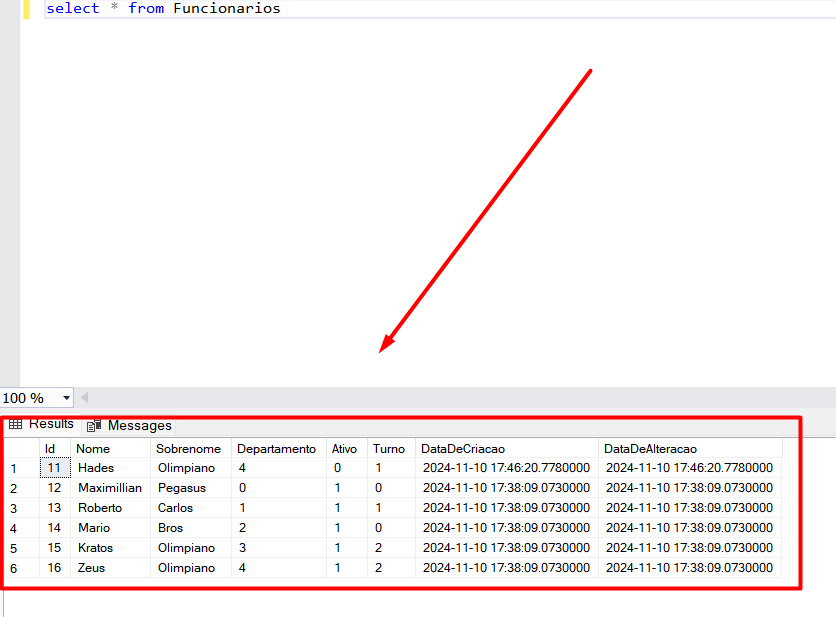 select * from Funcionarios
100 %
Results Messages
Id Nome Sobrenome Departamento Ativo Turno DataDeCriacao DataDeAlteracao
1 11 Hades Olimpiano 4 0 1 2024-11-10 17:46:20.7780000 2024-11-10 17:46:20.7780000
2 12 Maximillian Pegasus 0 1 0 2024-11-10 17:38:09.0730000 2024-11-10 17:38:09.0730000
3 13 Roberto Carlos 1 1 1 2024-11-10 17:38:09.0730000 2024-11-10 17:38:09.0730000
4 14 Mario Bros 2 1 0 2024-11-10 17:38:09.0730000 2024-11-10 17:38:09.0730000
5 15 Kratos Olimpiano 3 1 2 2024-11-10 17:38:09.0730000 2024-11-10 17:38:09.0730000
6 16 Zeus Olimpiano 4 1 2 2024-11-10 17:38:09.0730000 2024-11-10 17:38:09.0730000